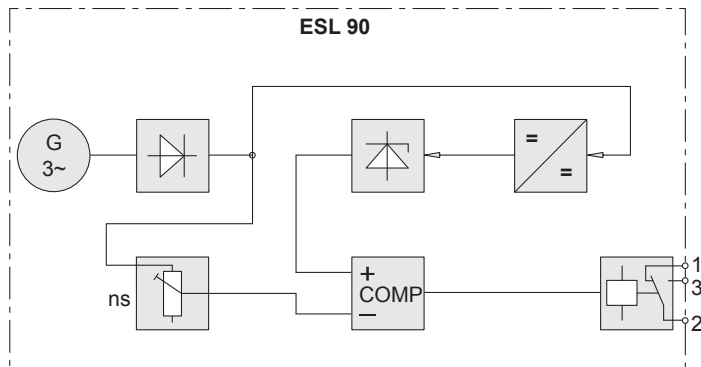 ESL 90
G
3~
=
=
ns
+
COMP
−
1
3
2